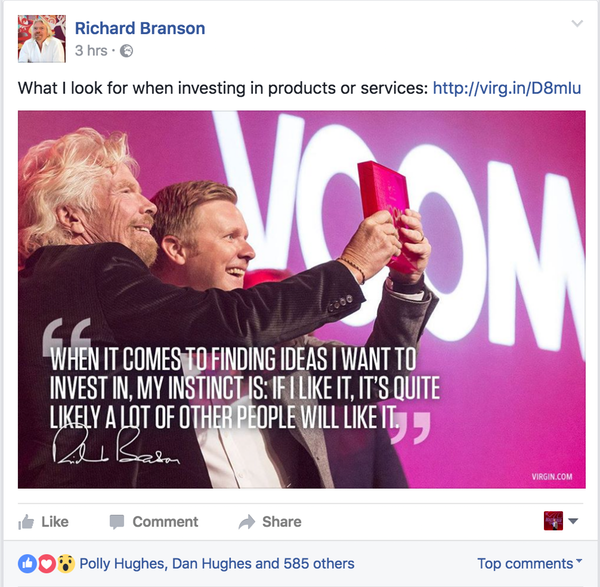 Richard Branson
3 hrs ·
What I look for when investing in products or services: http://virg.in/D8mlu
VOOM
“
WHEN IT COMES TO FINDING IDEAS I WANT TO
INVEST IN, MY INSTINCT IS: IF I LIKE IT, IT'S QUITE
LIKELY A LOT OF OTHER PEOPLE WILL LIKE IT.
”
Richard Branson
VIRGIN.COM
Like Comment Share
Polly Hughes, Dan Hughes and 585 others Top comments